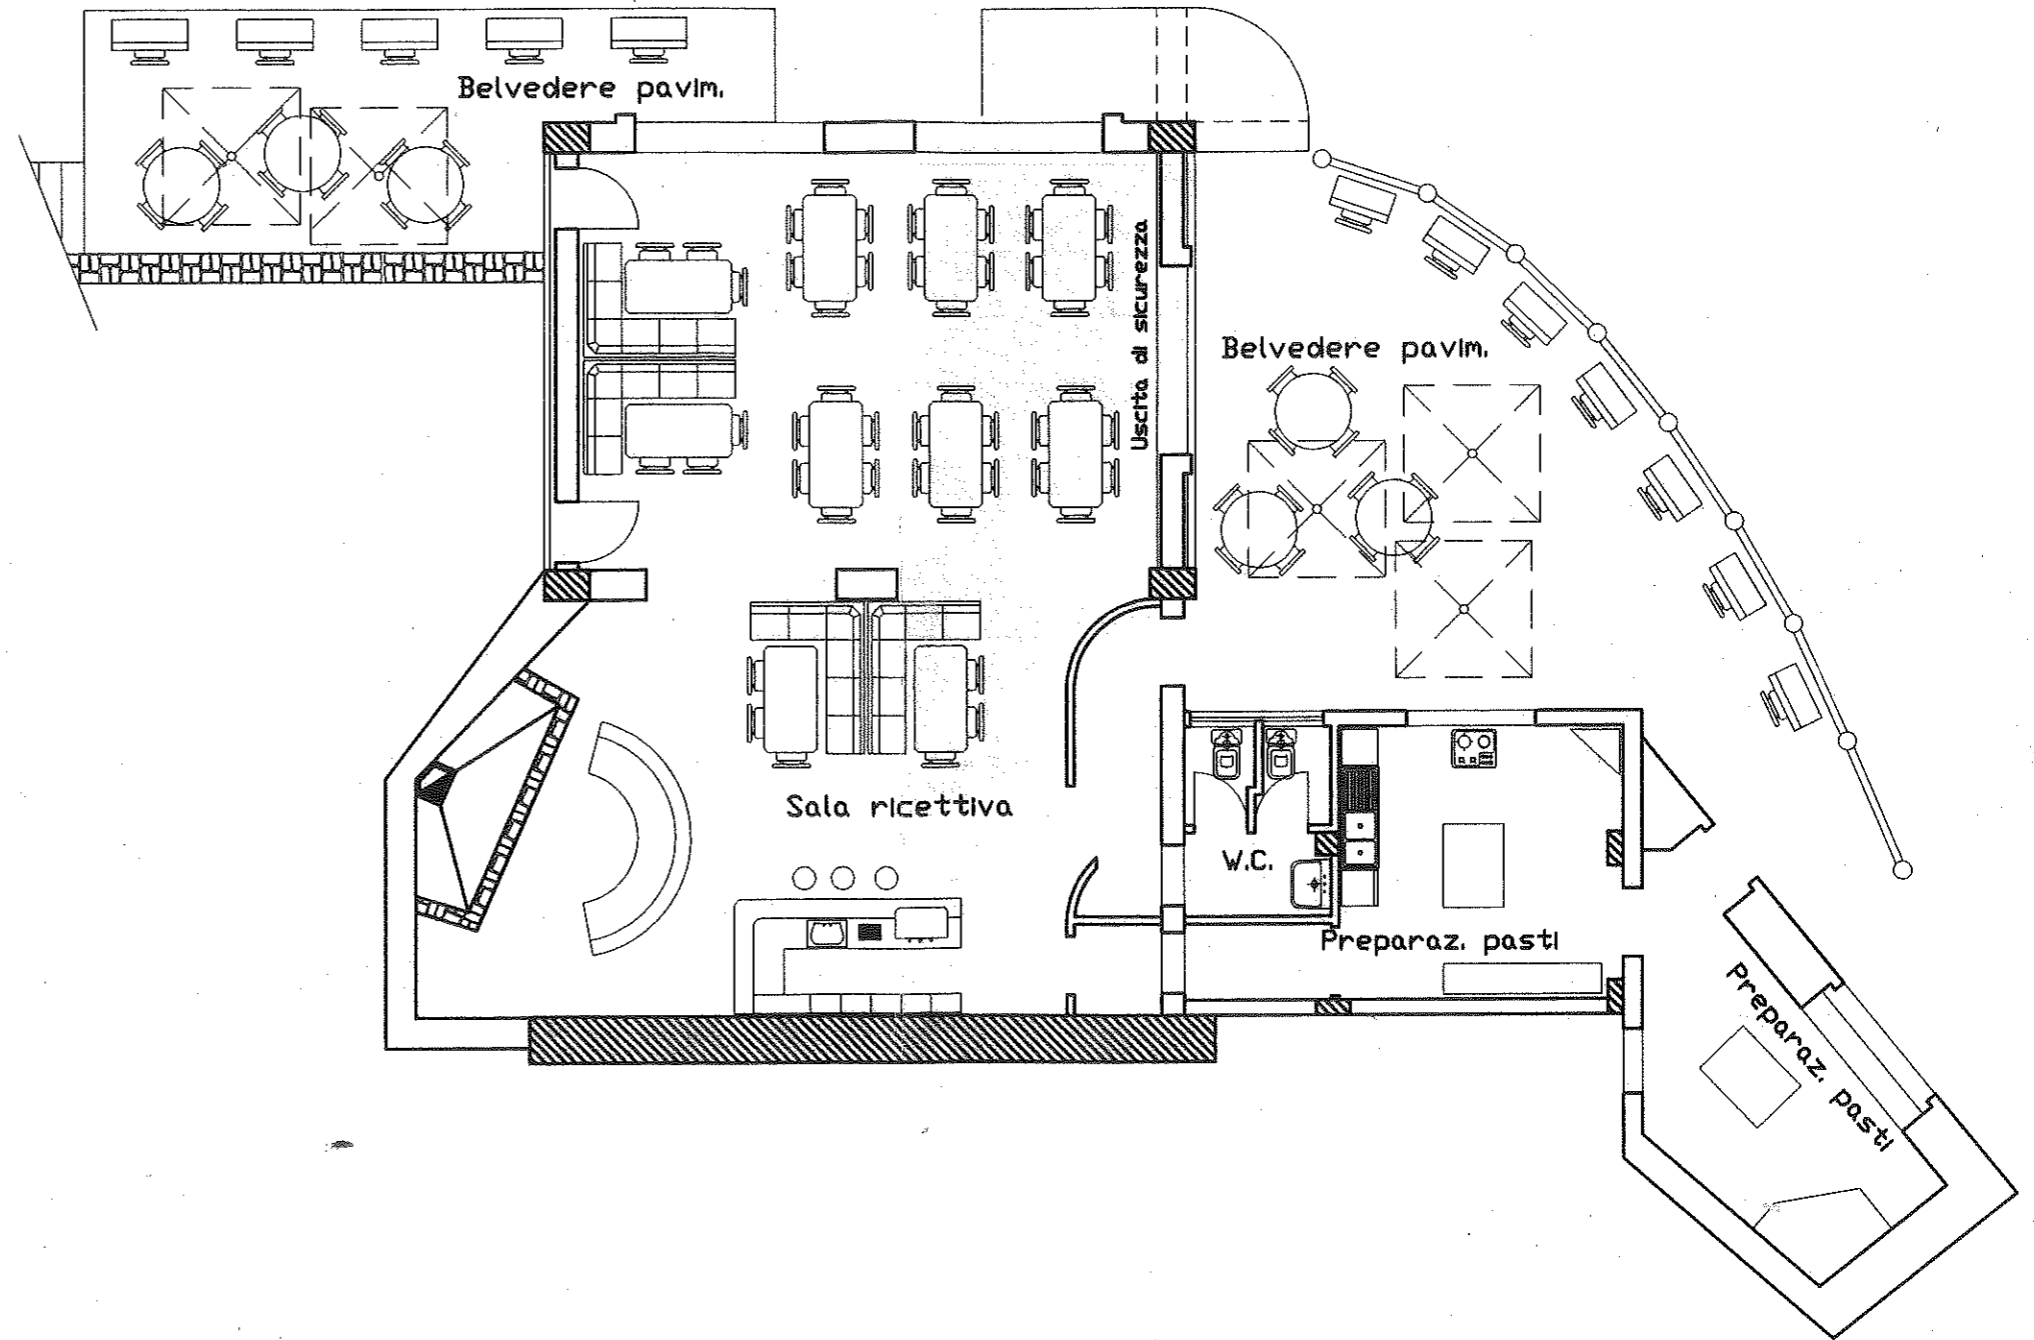 Belvedere pavim.
Uscita di sicurezza
Belvedere pavim.
Sala ricettiva
W.C.
Preparaz. pasti
Preparaz. pasti